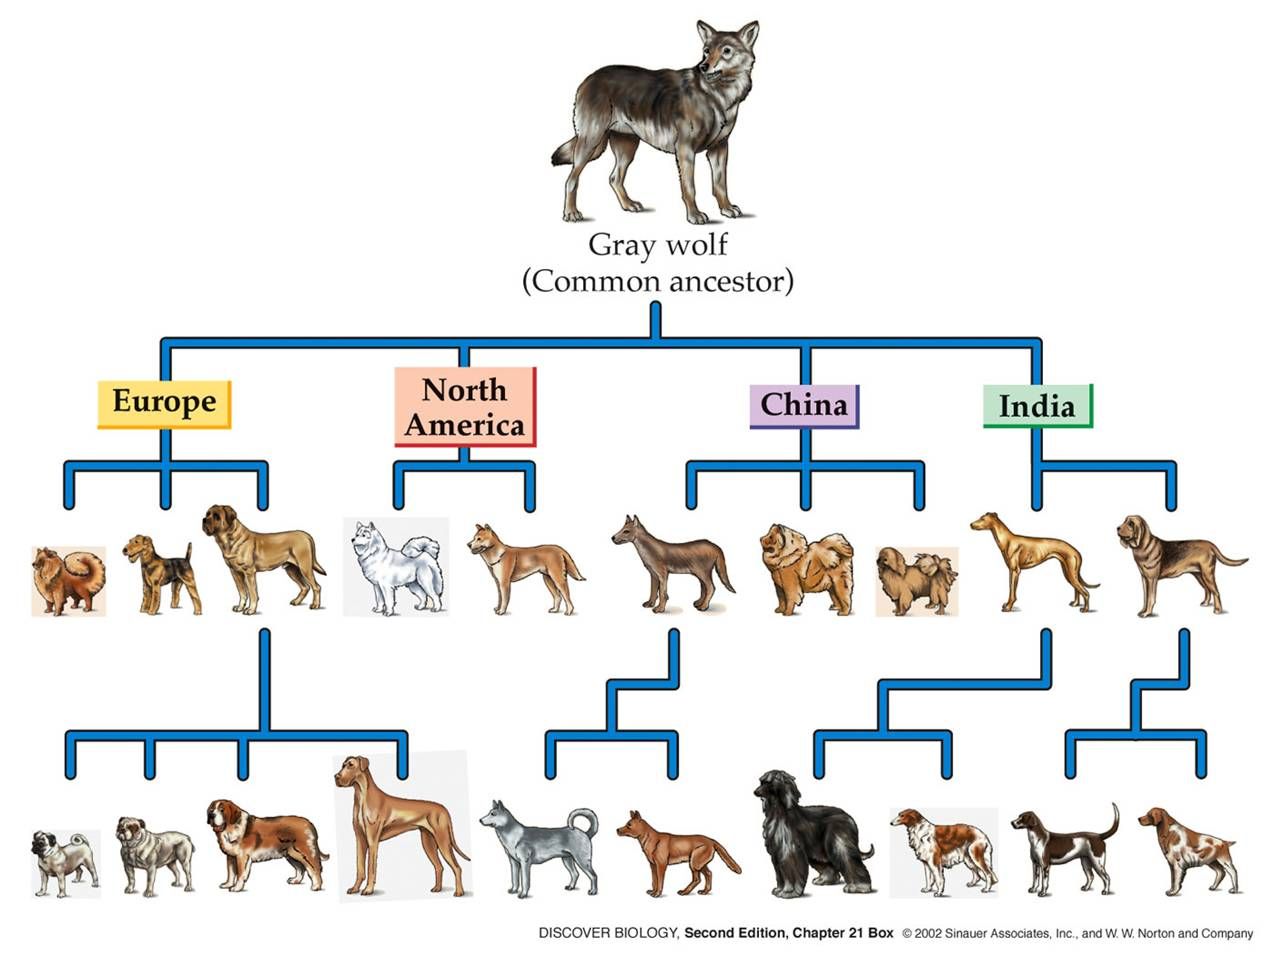 Gray wolf
(Common ancestor)
Europe
North
America
China
India
DISCOVER BIOLOGY, Second Edition, Chapter 21 Box © 2002 Sinauer Associates, Inc., and W. W. Norton and Company